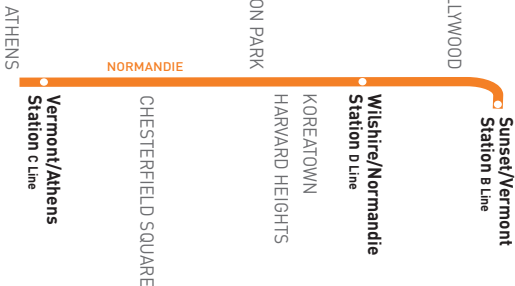 ATHENS
ON PARK
LLYWOOD
NORMANDIE
Vermont/Athens
Station C Line
CHESTERFIELD SQUARE
HARVARD HEIGHTS
KOREATOWN
Wilshire/Normandie
Station D Line
Sunset/Vermont
Station B Line